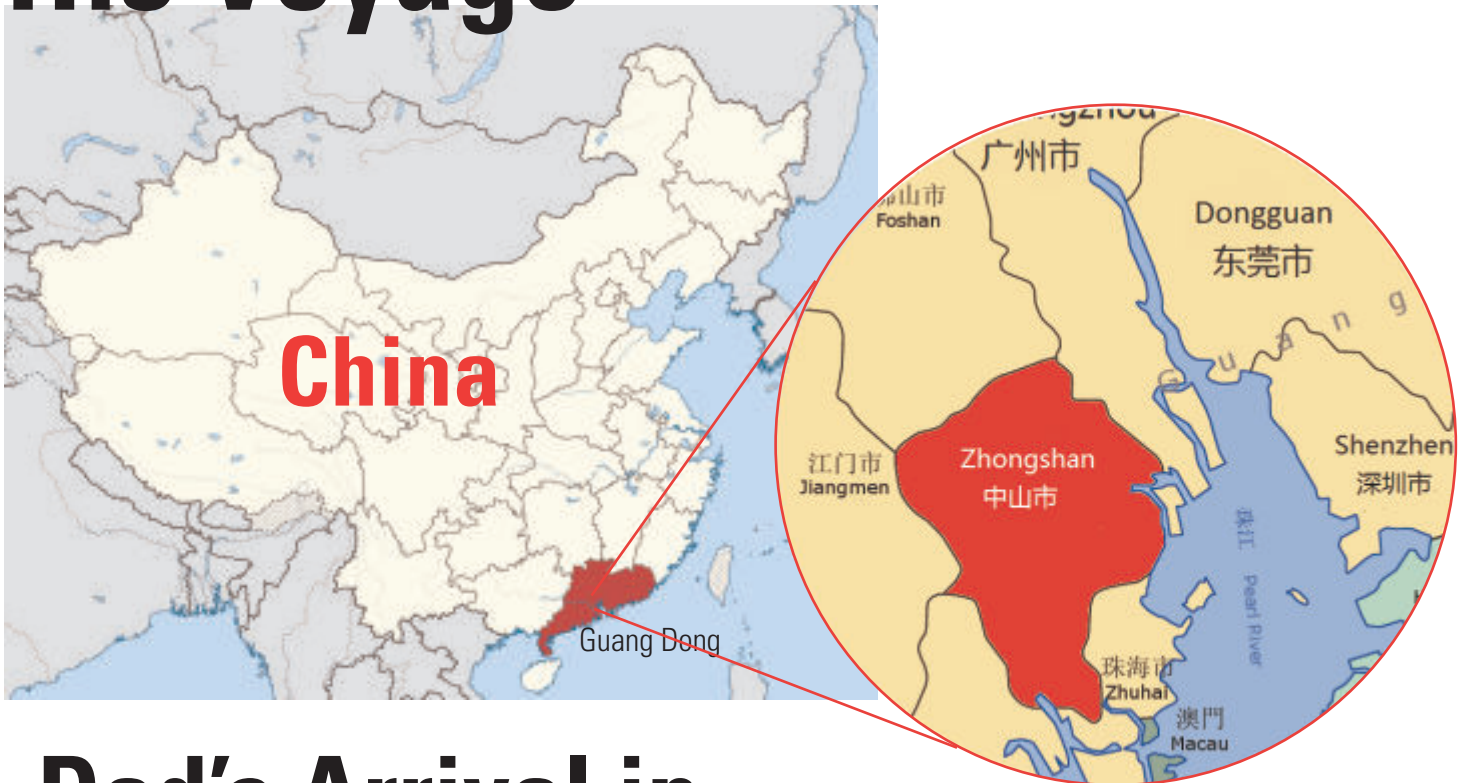 The Voyage
China
Guang Dong
广州市
山市
Foshan
Dongguan
东莞市
G u a n g
江门市
Jiangmen
Zhongshan
中山市
Shenzhen
深圳市
珠江 Pearl River
珠海市
Zhuhai
澳門
Macau
Dad's Arrival in